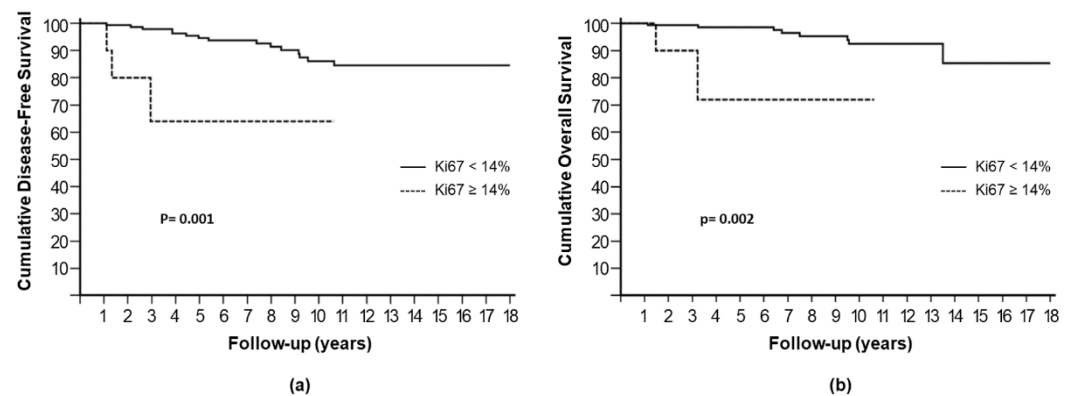 Cumulative Disease-Free Survival
100
90
80
70
60
50
40
30
20
10
Ki67 < 14%
Ki67 ≥ 14%
P= 0.001
1 2 3 4 5 6 7 8 9 10 11 12 13 14 15 16 17 18
Follow-up (years)
(a)
Cumulative Overall Survival
100
90
80
70
60
50
40
30
20
10
Ki67 < 14%
Ki67 ≥ 14%
p= 0.002
1 2 3 4 5 6 7 8 9 10 11 12 13 14 15 16 17 18
Follow-up (years)
(b)